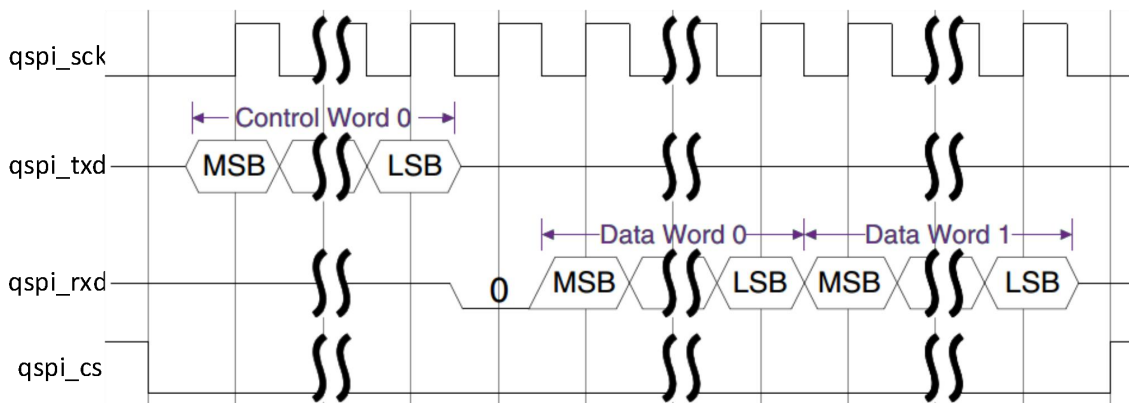 qspi_sck
Control Word 0
qspi_txd MSB LSB
Data Word 0 Data Word 1
qspi_rxd 0 MSB LSB MSB LSB
qspi_cs